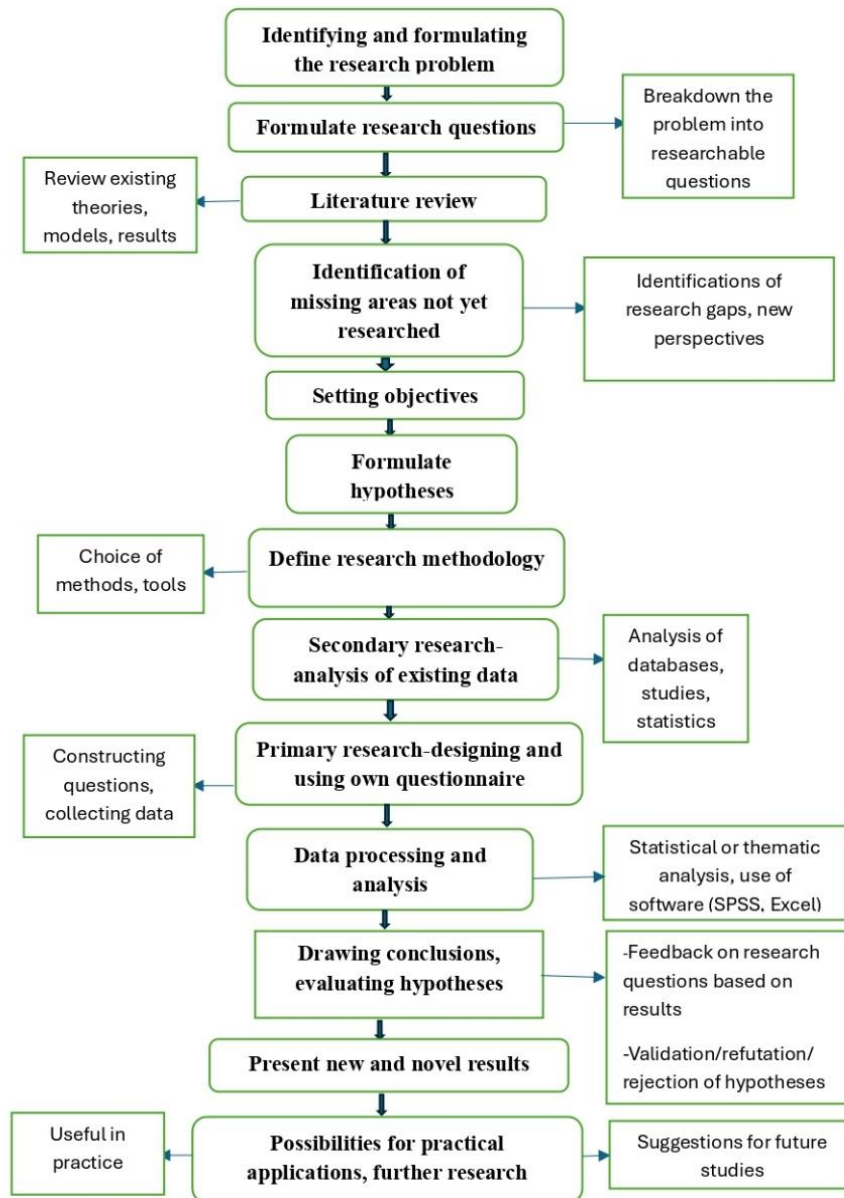 Identifying and formulating
the research problem
Formulate research questions
Breakdown the
problem into
researchable
questions
Literature review
Review existing
theories,
models, results
Identification of
missing areas not yet
researched
Identifications of
research gaps, new
perspectives
Setting objectives
Formulate
hypotheses
Define research methodology
Choice of
methods, tools
Secondary research-
analysis of existing data
Analysis of
databases,
studies,
statistics
Primary research-designing and
using own questionnaire
Constructing
questions,
collecting data
Data processing and
analysis
Statistical or thematic
analysis, use of
software (SPSS, Excel)
Drawing conclusions,
evaluating hypotheses
-Feedback on research
questions based on
results
-Validation/refutation/
rejection of hypotheses
Present new and novel results
Possibilities for practical
applications, further research
Useful in
practice
Suggestions for future
studies